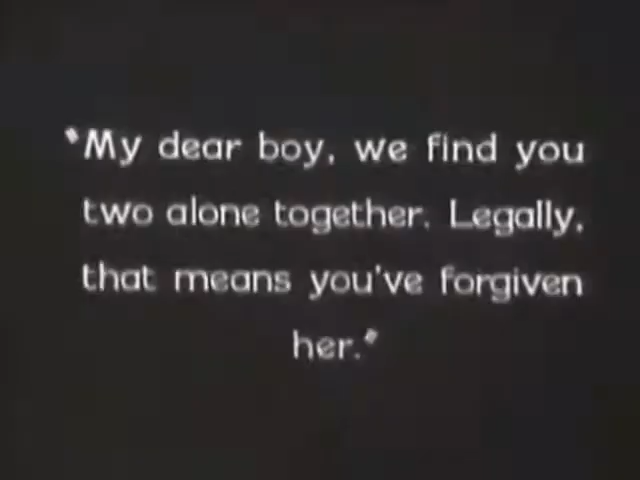 "My dear boy, we find you
two alone together. Legally,
that means you've forgiven
her."